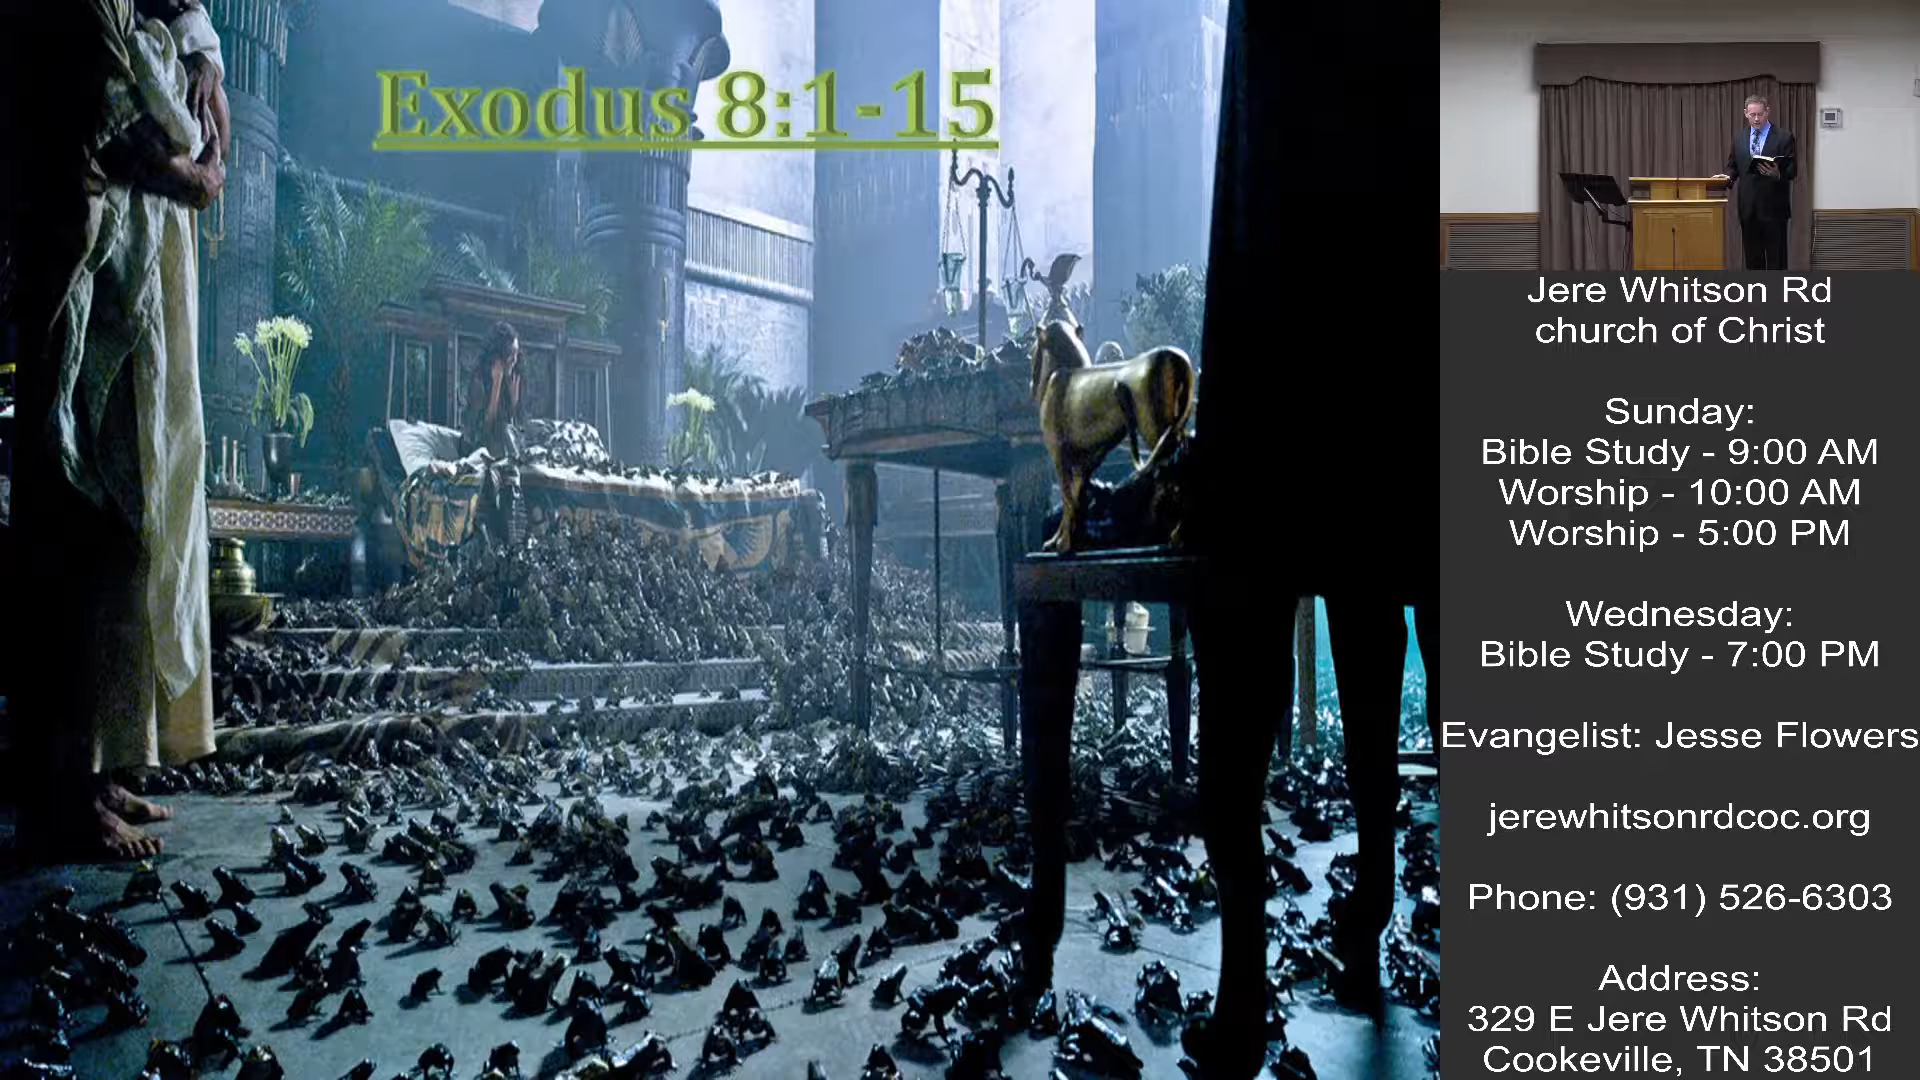 Exodus 8:1-15
Jere Whitson Rd
church of Christ
Sunday:
Bible Study - 9:00 AM
Worship - 10:00 AM
Worship - 5:00 PM
Wednesday:
Bible Study - 7:00 PM
Evangelist: Jesse Flowers
jerewhitsonrdcoc.org
Phone: (931) 526-6303
Address:
329 E Jere Whitson Rd
Cookeville, TN 38501